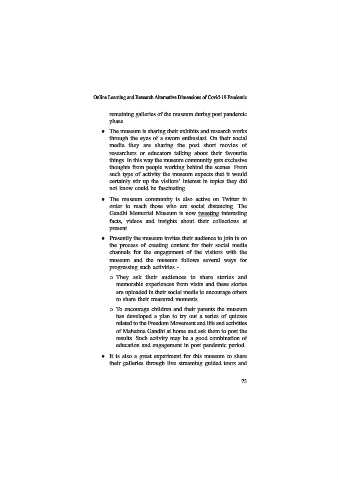 Online Learning and Research Alternative Dimensions of Covid-19 Pandemic
remaining galleries of the museum during post pandemic
phase.
• The museum is sharing their exhibits and research works
through the eyes of a sworn enthusiast. On their social
media they are sharing the post short movies of
researchers or educators talking about their favourite
things. In this way the museum community gets exclusive
thoughts from people working behind the scenes. From
such type of activity the museum expects that it would
certainly stir up the visitors' interest in topics they did
not know could be fascinating.
• The museum community is also active on Twitter in
order to reach those who are social distancing. The
Gandhi Memorial Museum is now tweeting interesting
facts, videos and insights about their collections at
present.
• Presently the museum invites their audience to join in on
the process of creating content for their social media
channels for the engagement of the visitors with the
museum and the museum follows several ways for
progressing such activities –
o They ask their audiences to share stories and
memorable experiences from visits and these stories
are uploaded in their social media to encourage others
to share their treasured moments.
o To encourage children and their parents the museum
has developed a plan to try out a series of quizzes
related to the Freedom Movement and life and activities
of Mahatma Gandhi at home and ask them to post the
results. Such activity may be a good combination of
education and engagement in post pandemic period.
• It is also a great experiment for this museum to share
their galleries through live streaming guided tours and